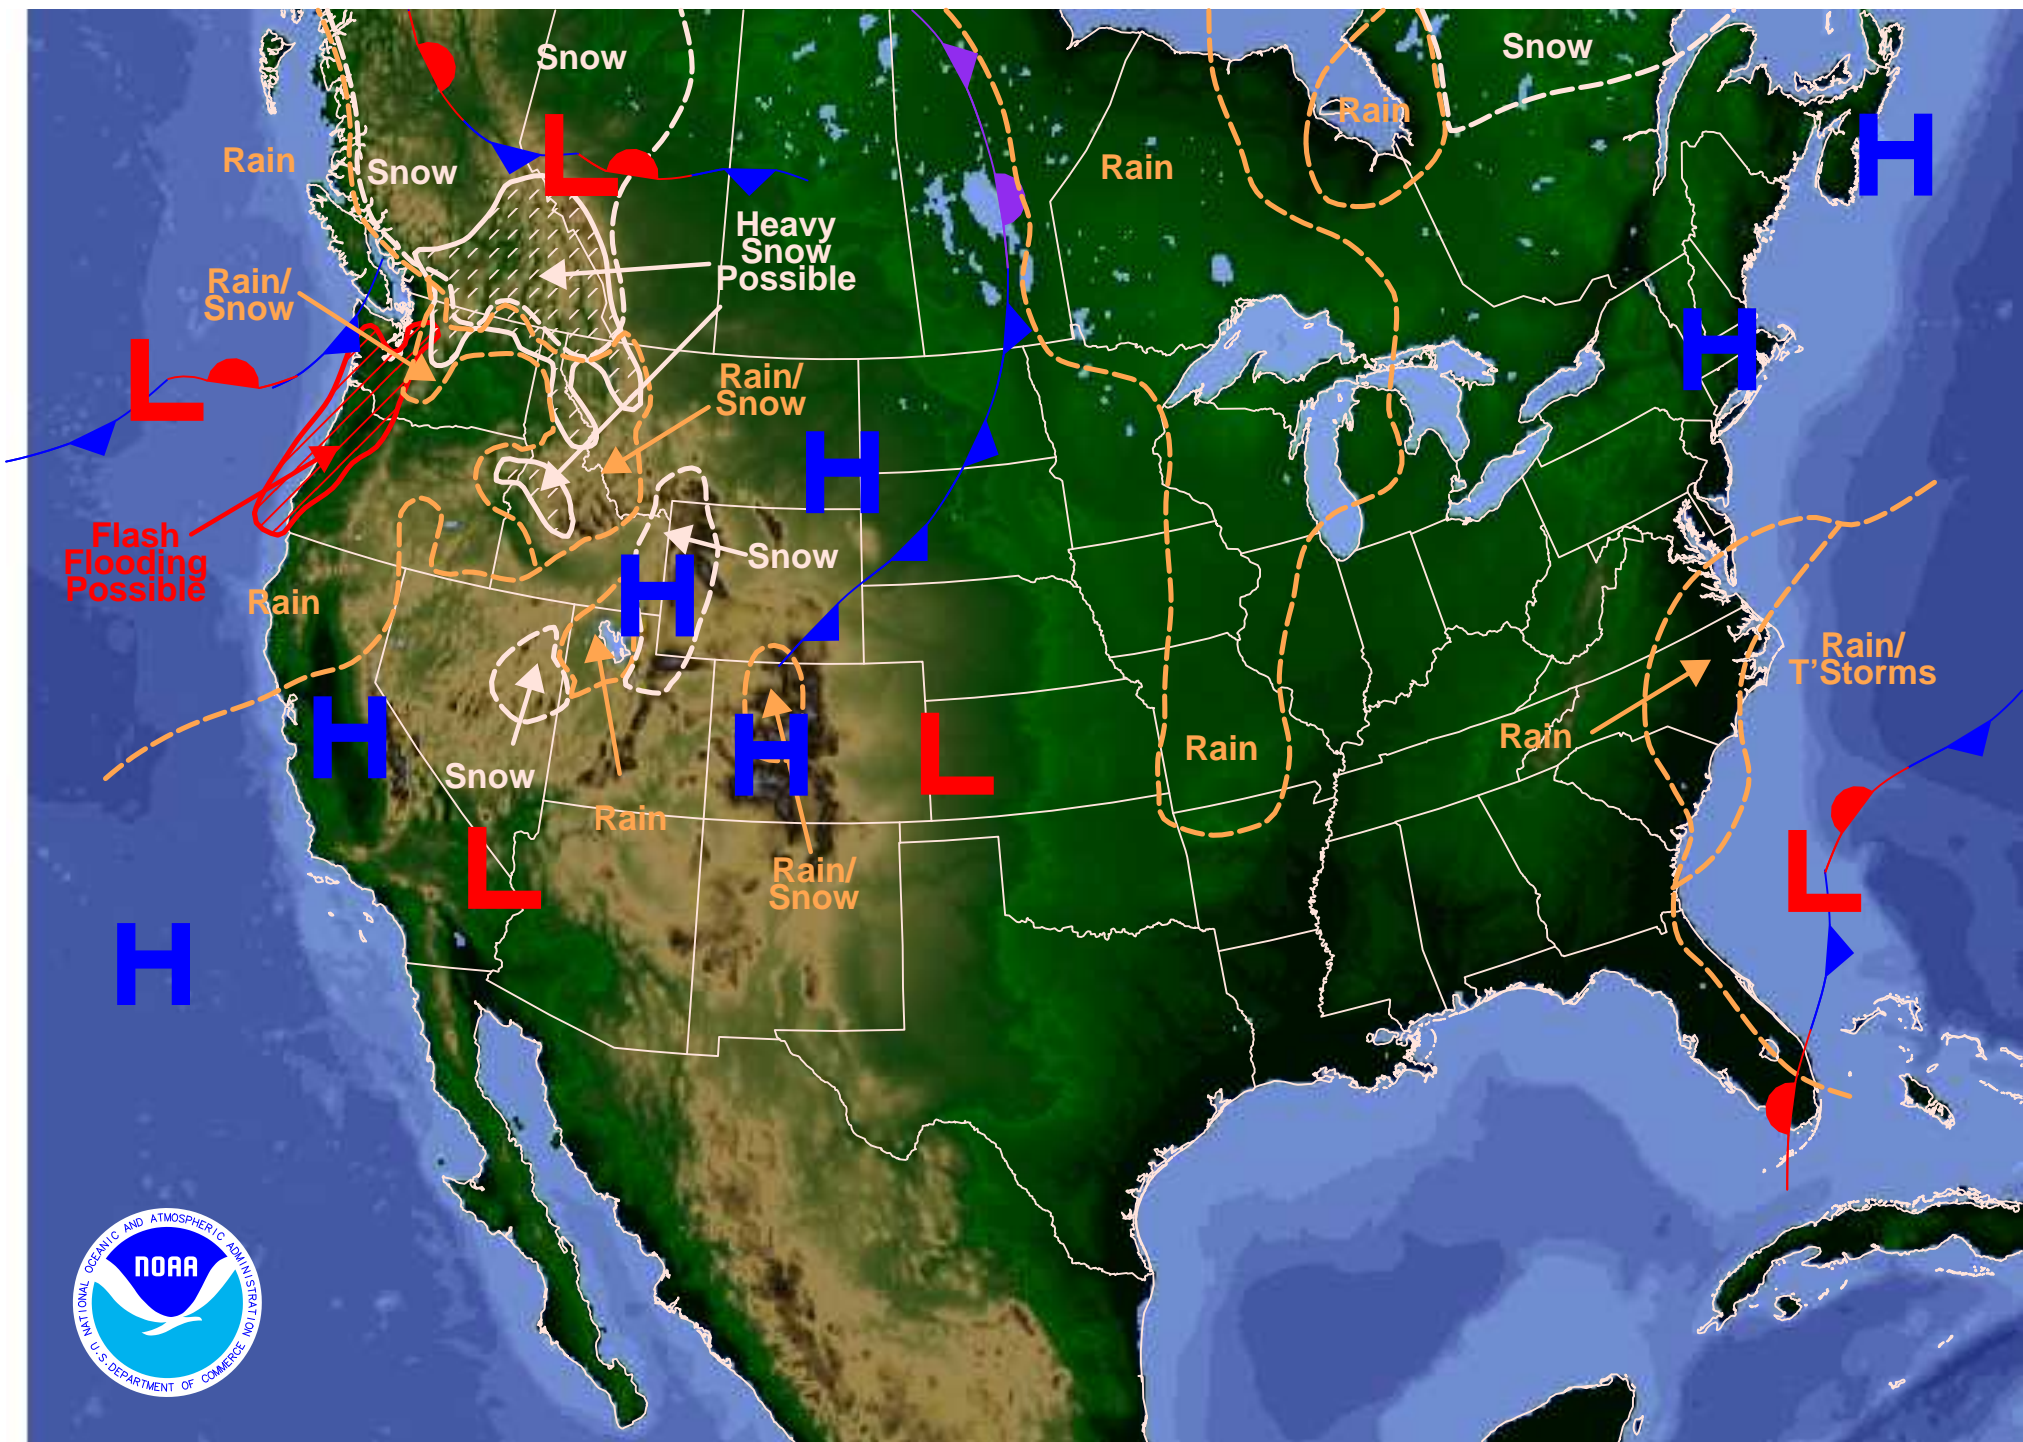 Snow
Snow
Rain
Rain
Snow
Rain
H
L
Heavy
Snow
Possible
Rain/
Snow
H
L
Rain/
Snow
H
Flash
Flooding
Possible
Snow
H
Rain
Rain/
T'Storms
H
H
L
Rain
Rain
Snow
Rain
L
L
Rain/
Snow
H
NOAA
NATIONAL OCEANIC AND ATMOSPHERIC ADMINISTRATION
U.S. DEPARTMENT OF COMMERCE